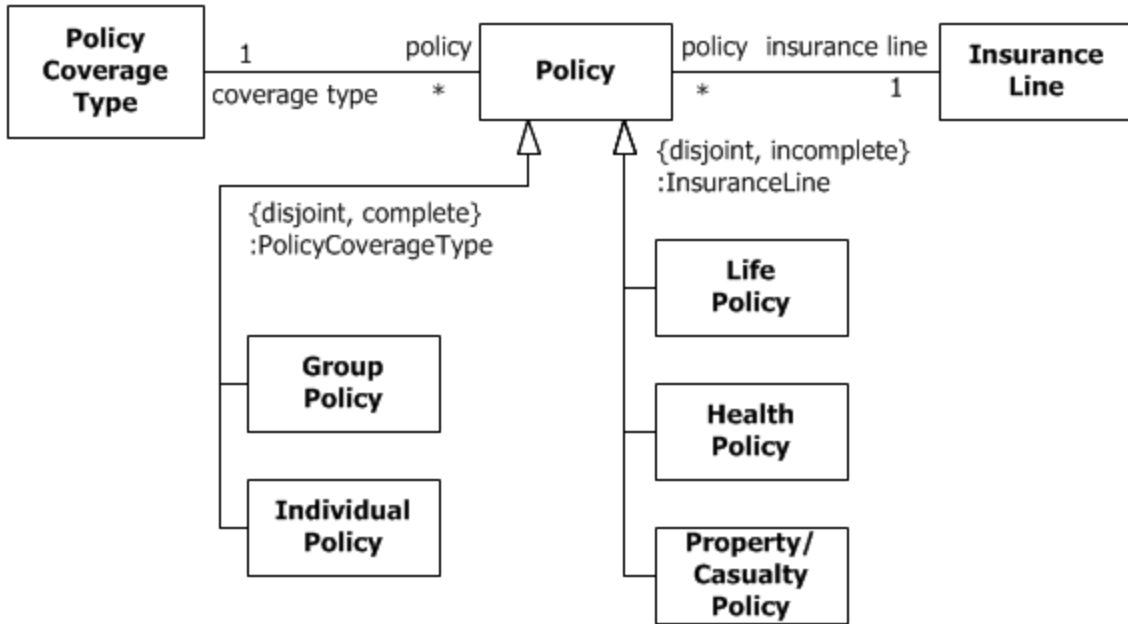 Policy
Coverage
Type
1
coverage type
policy
*
Policy
policy
*
insurance line
1
Insurance
Line
{disjoint, complete}
:PolicyCoverageType
{disjoint, incomplete}
:InsuranceLine
Group
Policy
Individual
Policy
Life
Policy
Health
Policy
Property/
Casualty
Policy